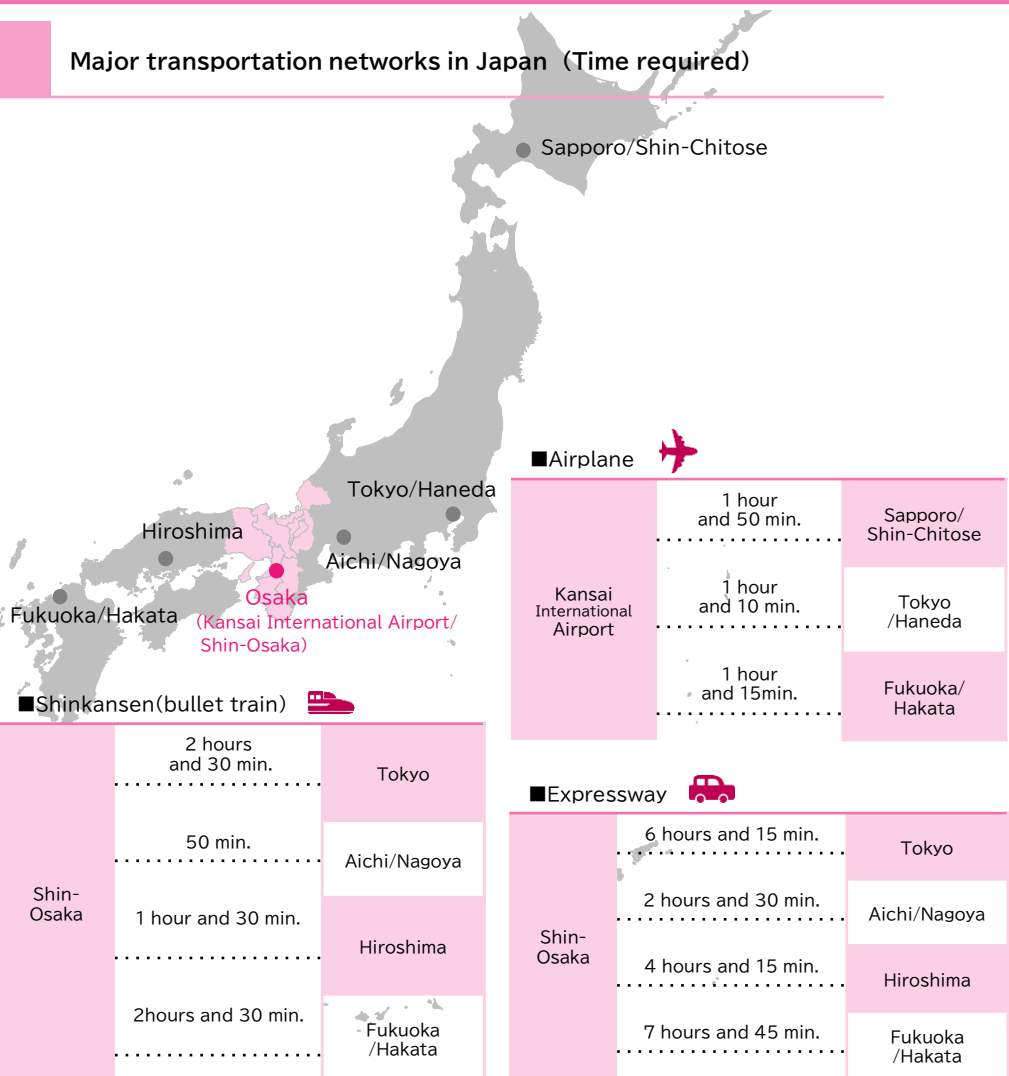 Major transportation networks in Japan（Time required）
Sapporo/Shin-Chitose
Tokyo/Haneda
Hiroshima
Aichi/Nagoya
Osaka
（Kansai International Airport/
Shin-Osaka）
Fukuoka/Hakata
■Airplane
Kansai
International
Airport
1 hour
and 50 min.
Sapporo/
Shin-Chitose
1 hour
and 10 min.
Tokyo
/Haneda
1 hour
and 15min.
Fukuoka/
Hakata
■Shinkansen(bullet train)
Shin-
Osaka
2 hours
and 30 min.
Tokyo
50 min.
Aichi/Nagoya
1 hour and 30 min.
Hiroshima
2hours and 30 min.
Fukuoka
/Hakata
■Expressway
Shin-
Osaka
6 hours and 15 min.
Tokyo
2 hours and 30 min.
Aichi/Nagoya
4 hours and 15 min.
Hiroshima
7 hours and 45 min.
Fukuoka
/Hakata